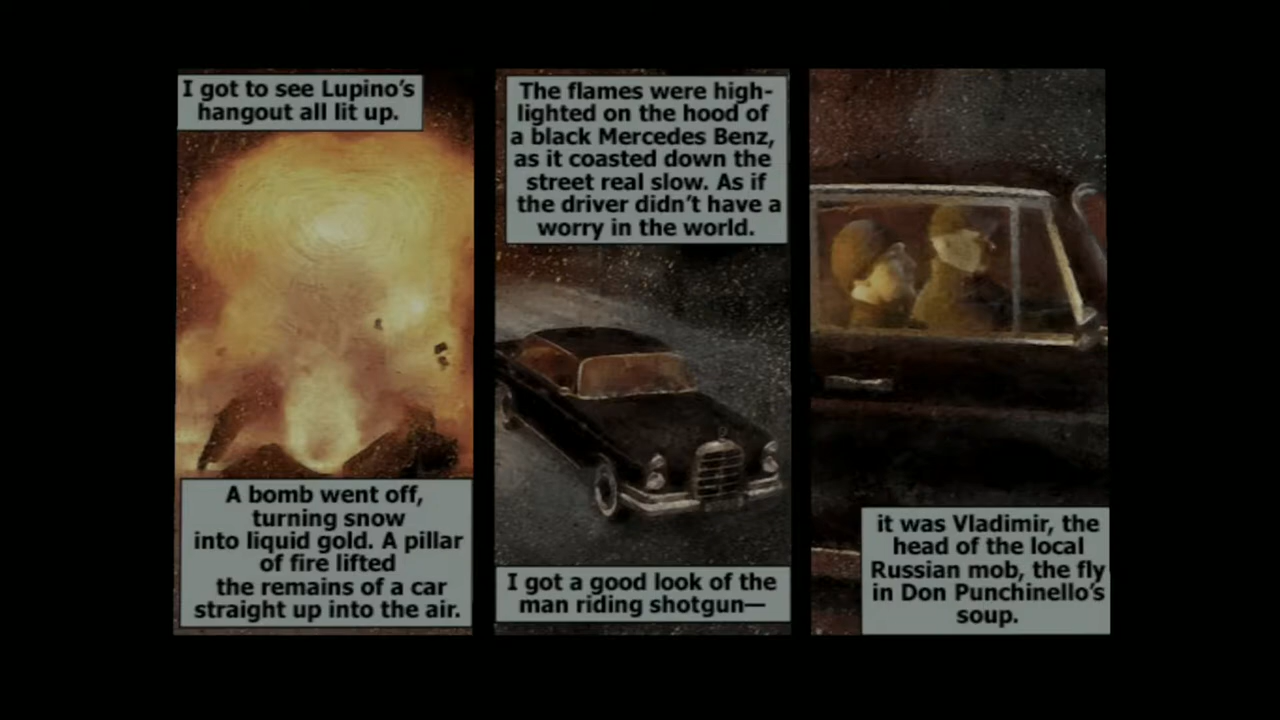 I got to see Lupino's
hangout all lit up.
A bomb went off,
turning snow
into liquid gold. A pillar
of fire lifted
the remains of a car
straight up into the air.
The flames were high-
lighted on the hood of
a black Mercedes Benz,
as it coasted down the
street real slow. As if
the driver didn't have a
worry in the world.
I got a good look of the
man riding shotgun—
it was Vladimir, the
head of the local
Russian mob, the fly
in Don Punchinello's
soup.